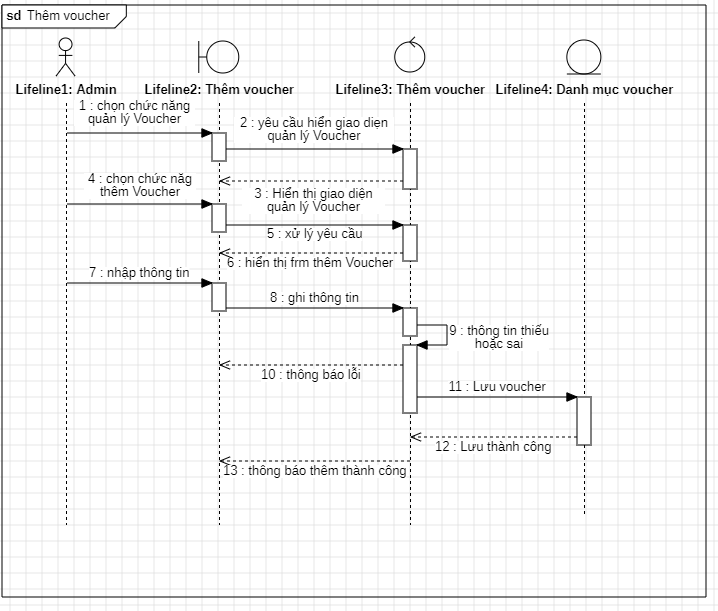 sd Thêm voucher
Lifeline1: Admin
Lifeline2: Thêm voucher
Lifeline3: Thêm voucher
Lifeline4: Danh mục voucher
1 : chọn chức năng
quản lý Voucher
2 : yêu cầu hiển giao diẹn
quản lý Voucher
4 : chọn chức năg
thêm Voucher
3 : Hiển thị giao diện
quản lý Voucher
5 : xử lý yêu cầu
6 : hiển thị frm thêm Voucher
7 : nhập thông tin
8 : ghi thông tin
9 : thông tin thiếu
hoặc sai
10 : thông báo lỗi
11 : Lưu voucher
12 : Lưu thành công
13 : thông báo thêm thành công